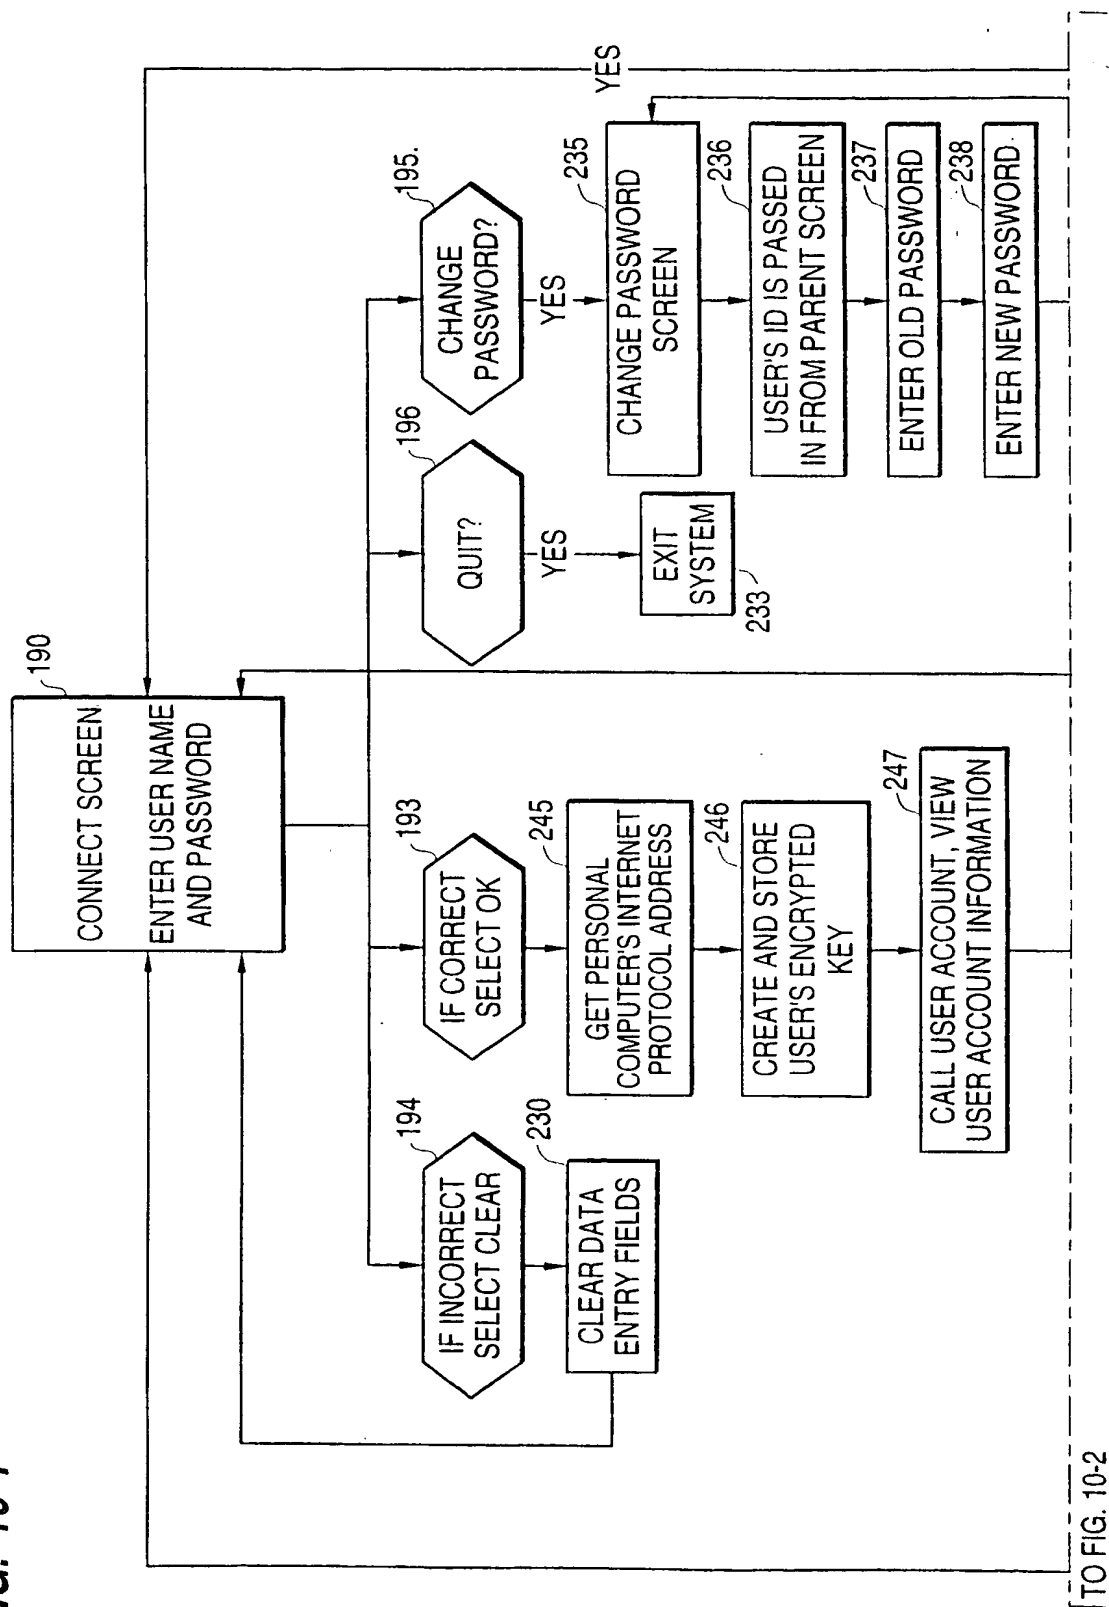 190
CONNECT SCREEN
ENTER USER NAME
AND PASSWORD
194
IF INCORRECT
SELECT CLEAR
193
IF CORRECT
SELECT OK
196
QUIT?
195.
CHANGE
PASSWORD?
230
CLEAR DATA
ENTRY FIELDS
245
GET PERSONAL
COMPUTER'S INTERNET
PROTOCOL ADDRESS
YES
YES
YES
EXIT
SYSTEM
233
235
CHANGE PASSWORD
SCREEN
246
CREATE AND STORE
USER'S ENCRYPTED
KEY
236
USER'S ID IS PASSED
IN FROM PARENT SCREEN
247
CALL USER ACCOUNT, VIEW
USER ACCOUNT INFORMATION
237
ENTER OLD PASSWORD
238
ENTER NEW PASSWORD.
TO FIG. 10-2